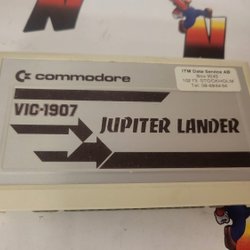 commodore
ITM Data Service AB
VIC-1907
JUPITER LANDER